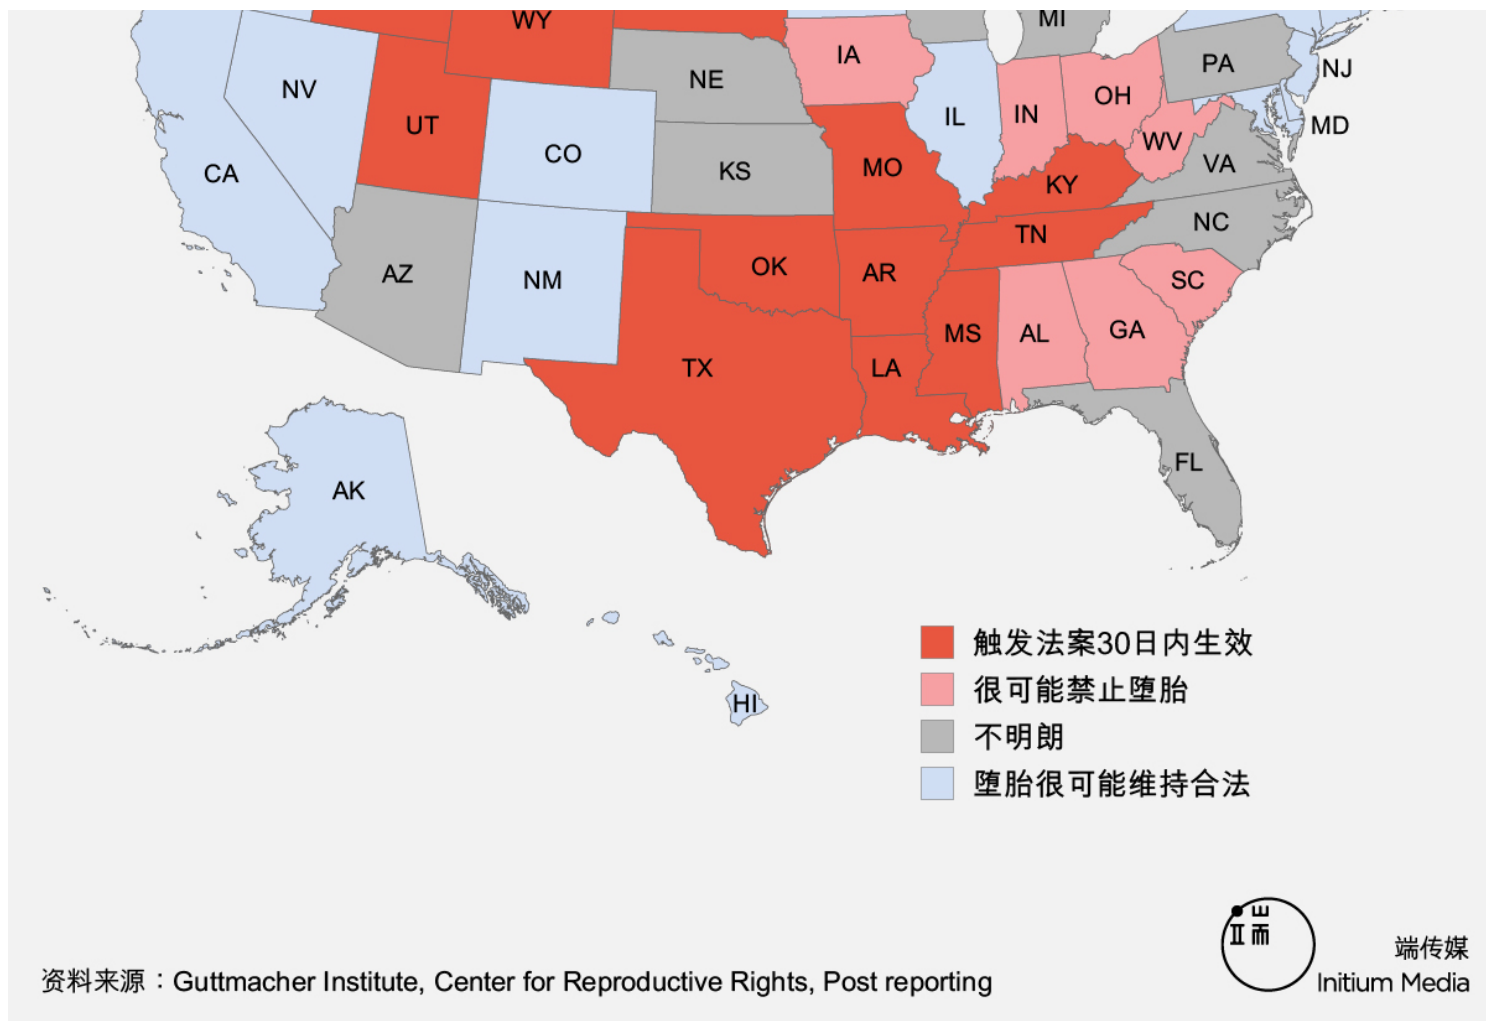 WY
MI
IA
NE
PA
NJ
NV
OH
IL
IN
UT
MD
WV
CO
VA
CA
KS
MO
KY
NC
TN
AZ
NM
OK
AR
SC
MS
AL
GA
TX
LA
FL
AK
HI
触发法案30日内生效
很可能禁止堕胎
不明朗
堕胎很可能维持合法
端
端传媒
资料来源：Guttmacher Institute, Center for Reproductive Rights, Post reporting
Initium Media